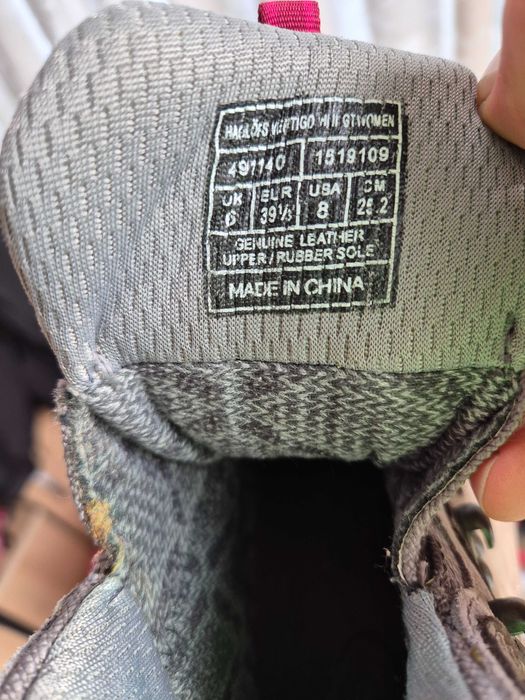 HAGLÖFS VERTIGO HI II GT WOMEN
497140 1519109
UK EUR USA CM
6 39⅓ 8 25.2
GENUINE LEATHER
UPPER / RUBBER SOLE
MADE IN CHINA